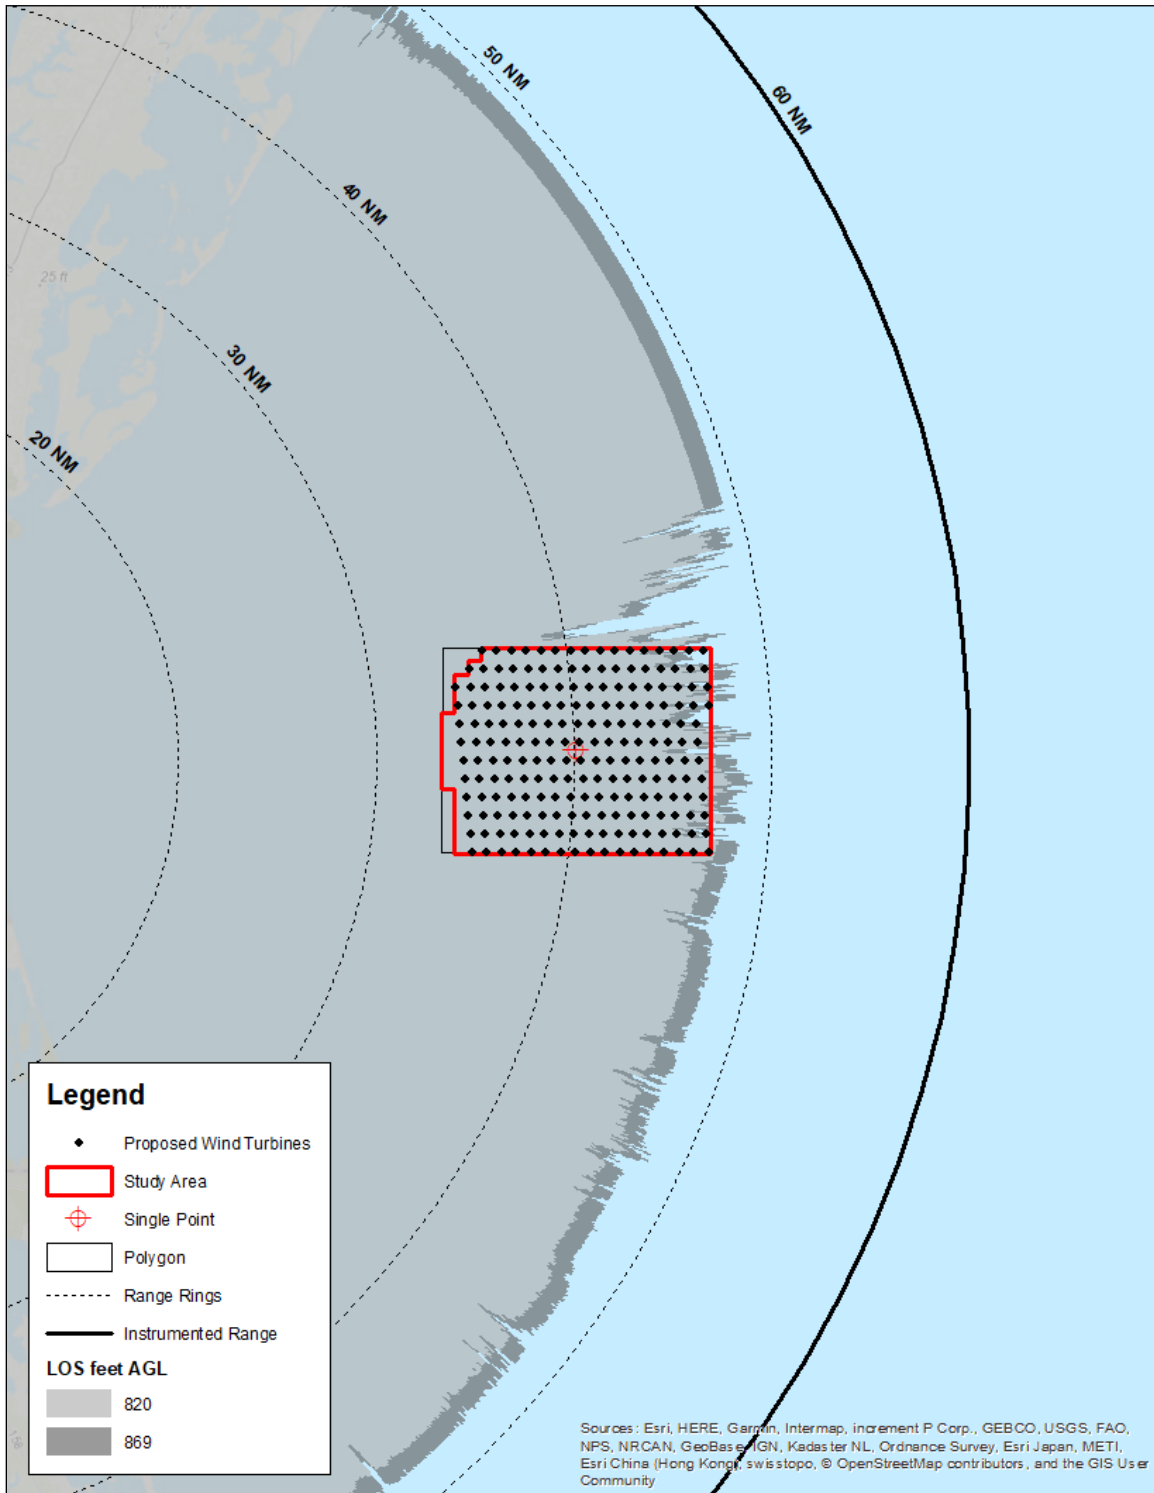 50 NM
60 NM
40 NM
25 ft
30 NM
20 NM
Legend
Proposed Wind Turbines
Study Area
Single Point
Polygon
Range Rings
Instrumented Range
LOS feet AGL
820
869
Sources: Esri, HERE, Garmin, Intermap, increment P Corp., GEBCO, USGS, FAO,
NPS, NRCAN, GeoBase, IGN, Kadaster NL, Ordnance Survey, Esri Japan, METI,
Esri China (Hong Kong), swisstopo, © OpenStreetMap contributors, and the GIS User
Community